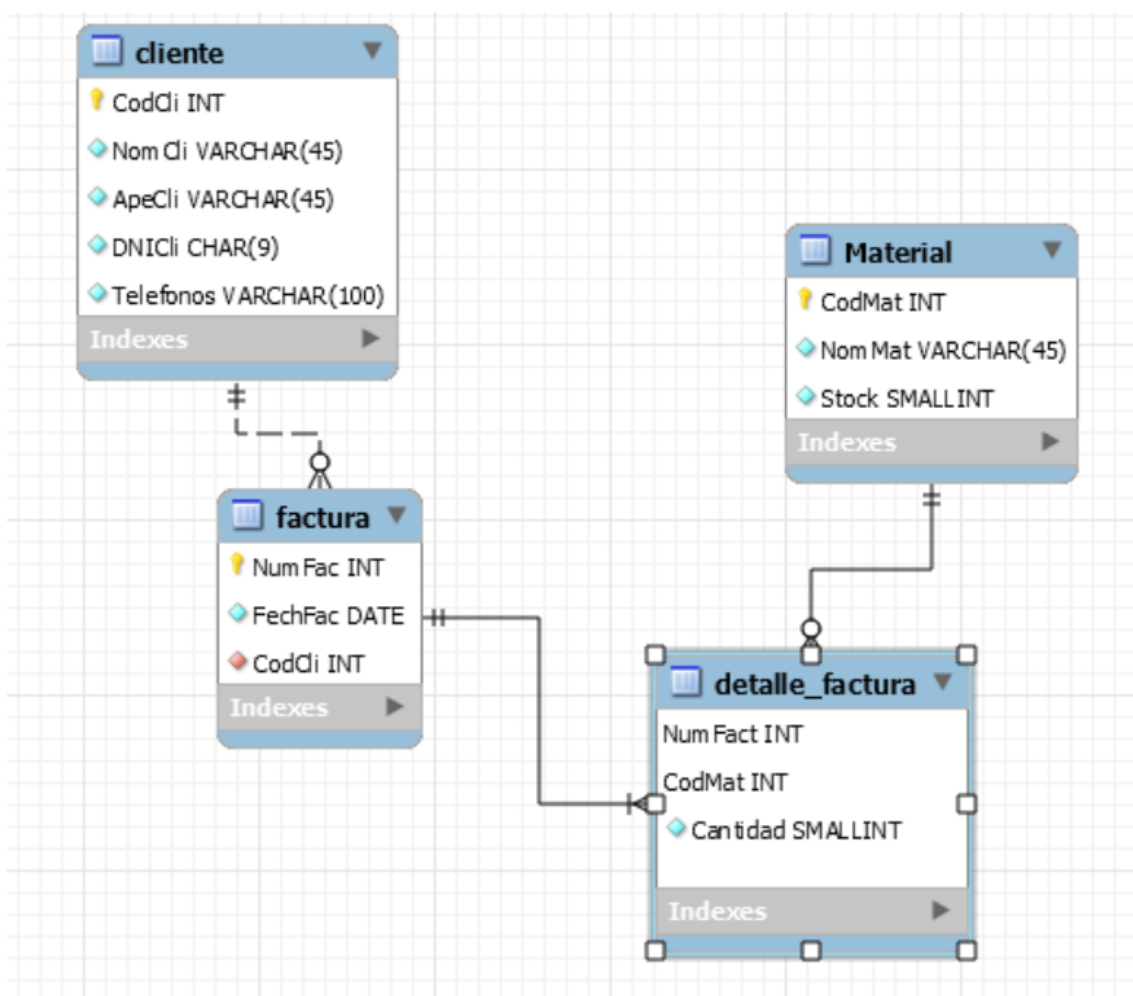 cliente
CodCli INT
NomCli VARCHAR(45)
ApeCli VARCHAR(45)
DNICli CHAR(9)
Telefonos VARCHAR(100)
Indexes
Material
CodMat INT
NomMat VARCHAR(45)
Stock SMALLINT
Indexes
factura
NumFac INT
FechFac DATE
CodCli INT
Indexes
detalle_factura
NumFact INT
CodMat INT
Cantidad SMALLINT
Indexes